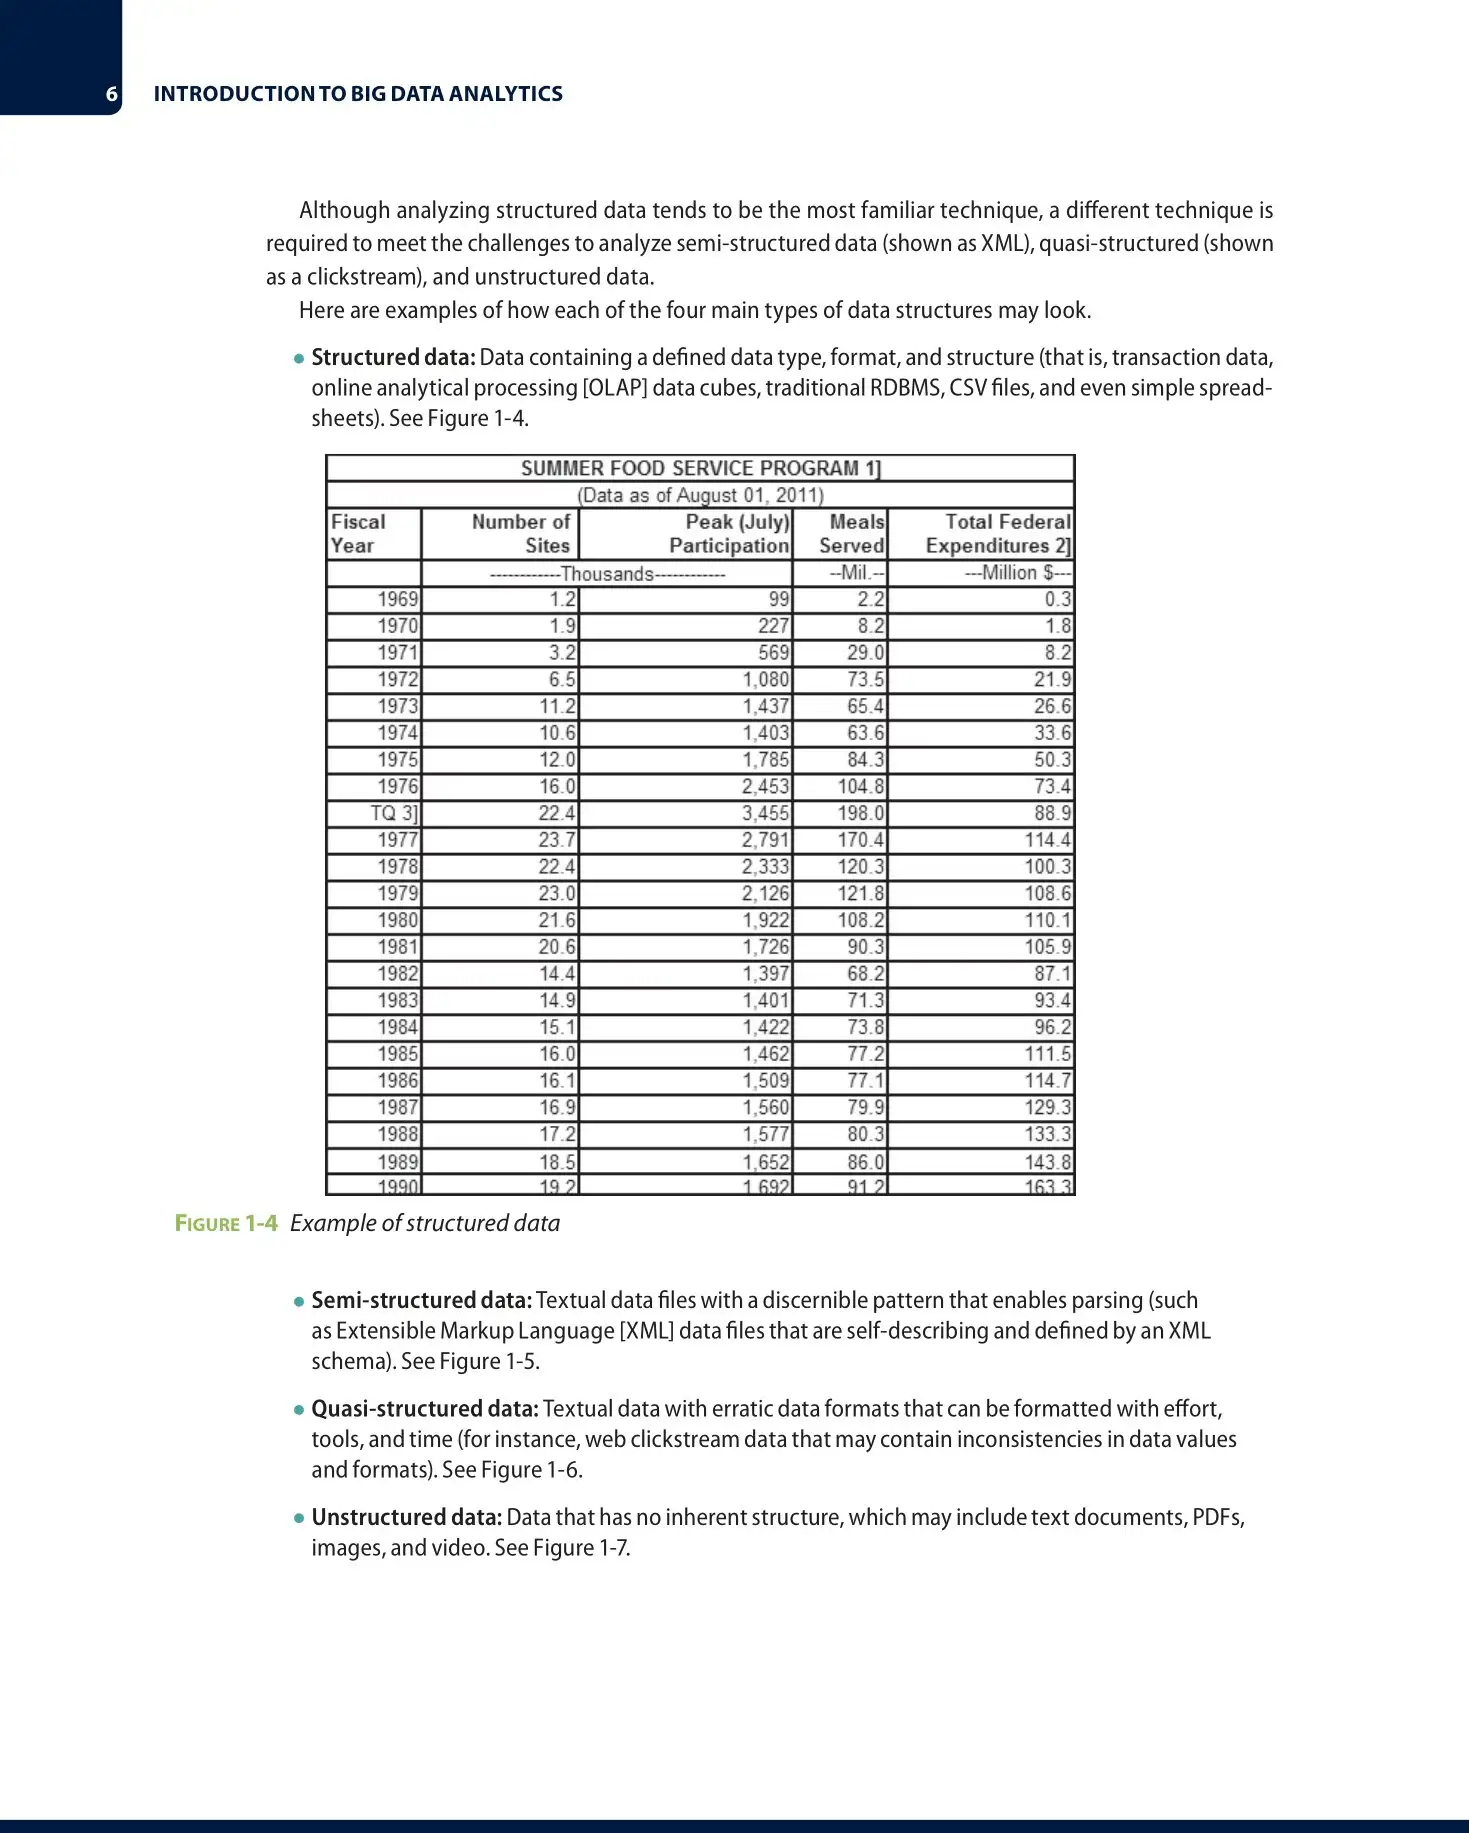 6 INTRODUCTION TO BIG DATA ANALYTICS
Although analyzing structured data tends to be the most familiar technique, a different technique is
required to meet the challenges to analyze semi-structured data (shown as XML), quasi-structured (shown
as a clickstream), and unstructured data.
Here are examples of how each of the four main types of data structures may look.
● Structured data: Data containing a defined data type, format, and structure (that is, transaction data,
online analytical processing [OLAP] data cubes, traditional RDBMS, CSV files, and even simple spread-
sheets). See Figure 1-4.
SUMMER FOOD SERVICE PROGRAM 1]
(Data as of August 01, 2011)
Fiscal Number of Peak (July) Meals Total Federal
Year Sites Participation Served Expenditures 2]
------------Thousands------------ --Mil.-- ---Million $---
1969 1.2 99 2.2 0.3
1970 1.9 227 8.2 1.8
1971 3.2 569 29.0 8.2
1972 6.5 1,080 73.5 21.9
1973 11.2 1,437 65.4 26.6
1974 10.6 1,403 63.6 33.6
1975 12.0 1,785 84.3 50.3
1976 16.0 2,453 104.8 73.4
TQ 3] 22.4 3,455 198.0 88.9
1977 23.7 2,791 170.4 114.4
1978 22.4 2,333 120.3 100.3
1979 23.0 2,126 121.8 108.6
1980 21.6 1,922 108.2 110.1
1981 20.6 1,726 90.3 105.9
1982 14.4 1,397 68.2 87.1
1983 14.9 1,401 71.3 93.4
1984 15.1 1,422 73.8 96.2
1985 16.0 1,462 77.2 111.5
1986 16.1 1,509 77.1 114.7
1987 16.9 1,560 79.9 129.3
1988 17.2 1,577 80.3 133.3
1989 18.5 1,652 86.0 143.8
1990 19.2 1,692 91.2 163.3
FIGURE 1-4 Example of structured data
● Semi-structured data: Textual data files with a discernible pattern that enables parsing (such
as Extensible Markup Language [XML] data files that are self-describing and defined by an XML
schema). See Figure 1-5.
● Quasi-structured data: Textual data with erratic data formats that can be formatted with effort,
tools, and time (for instance, web clickstream data that may contain inconsistencies in data values
and formats). See Figure 1-6.
● Unstructured data: Data that has no inherent structure, which may include text documents, PDFs,
images, and video. See Figure 1-7.